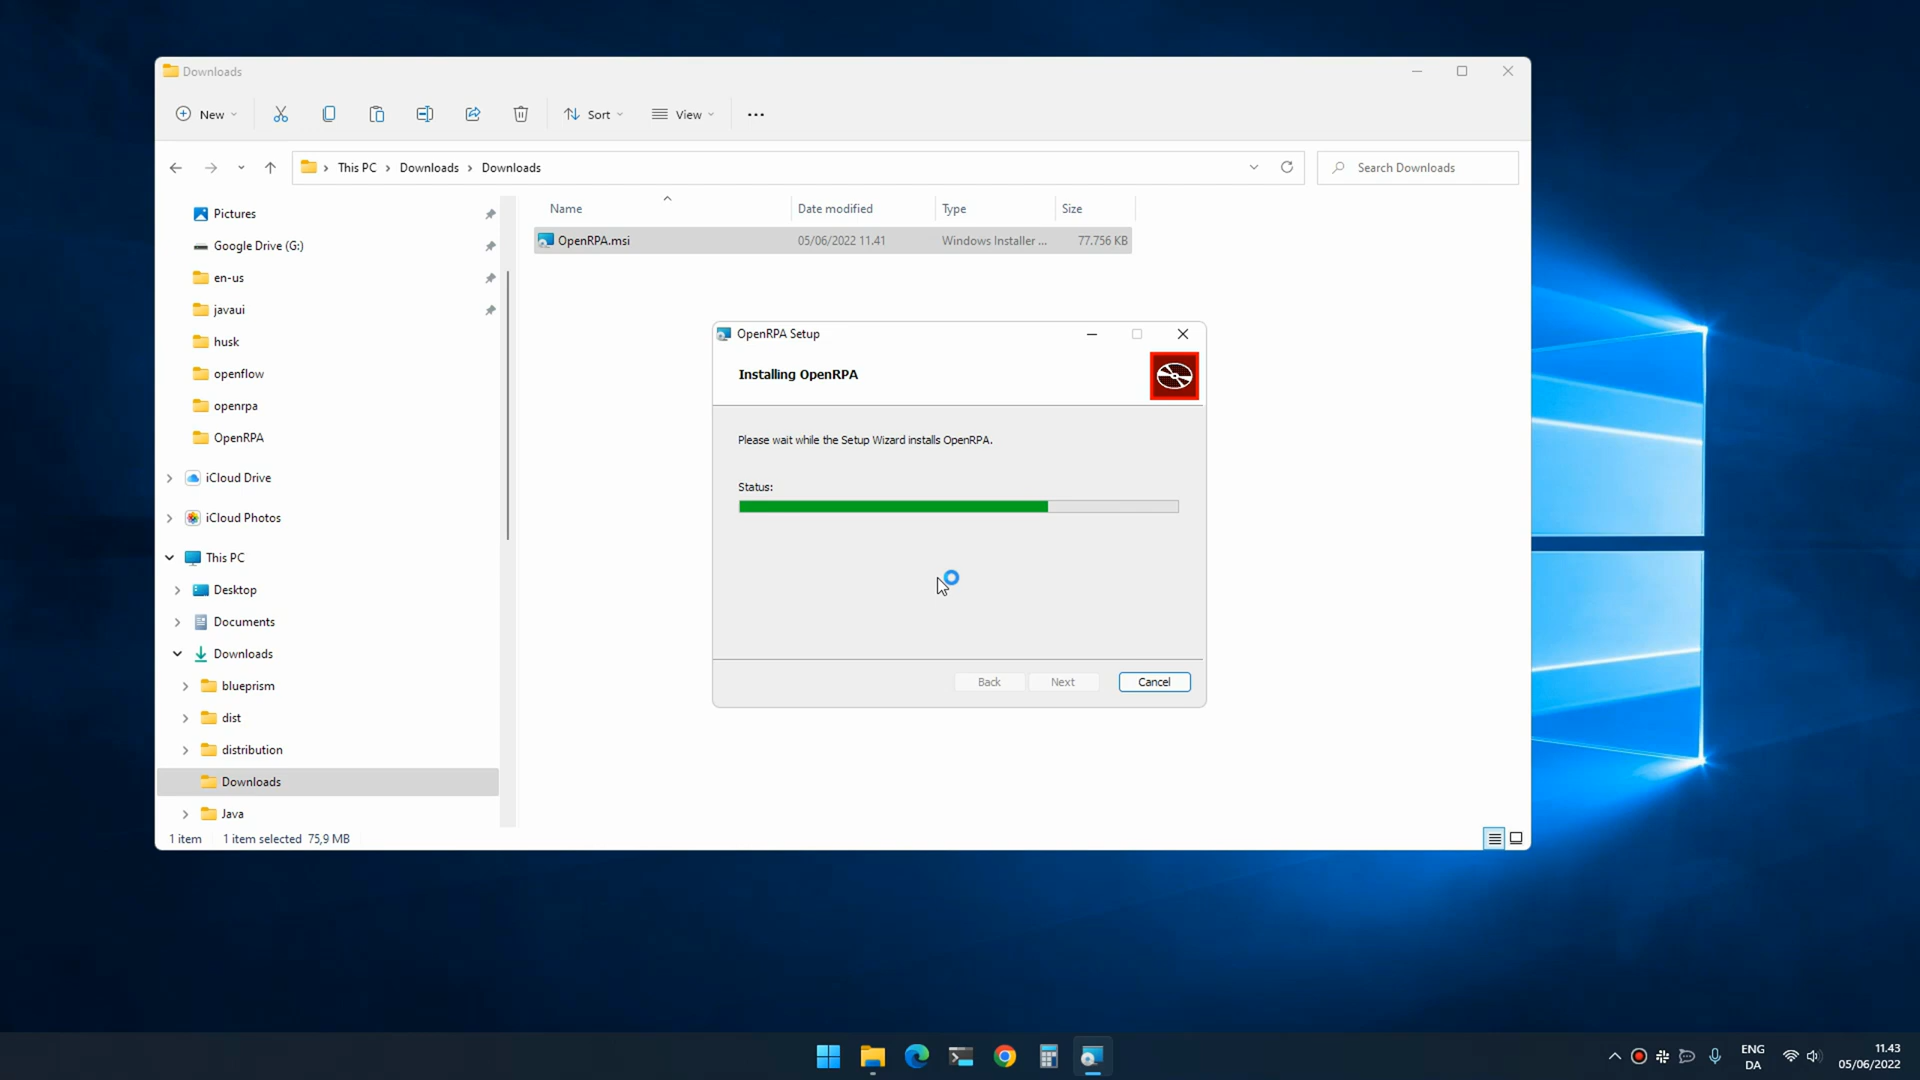 Downloads
New
Sort
View
This PC > Downloads > Downloads
Search Downloads
Name
Date modified
Type
Size
OpenRPA.msi
05/06/2022 11.41
Windows Installer ...
77.756 KB
Pictures
Google Drive (G:)
en-us
javaui
husk
openflow
openrpa
OpenRPA
iCloud Drive
iCloud Photos
This PC
Desktop
Documents
Downloads
blueprism
dist
distribution
Downloads
Java
1 item
1 item selected 75,9 MB
OpenRPA Setup
Installing OpenRPA
Please wait while the Setup Wizard installs OpenRPA.
Status:
Back
Next
Cancel
ENG
DA
11.43
05/06/2022